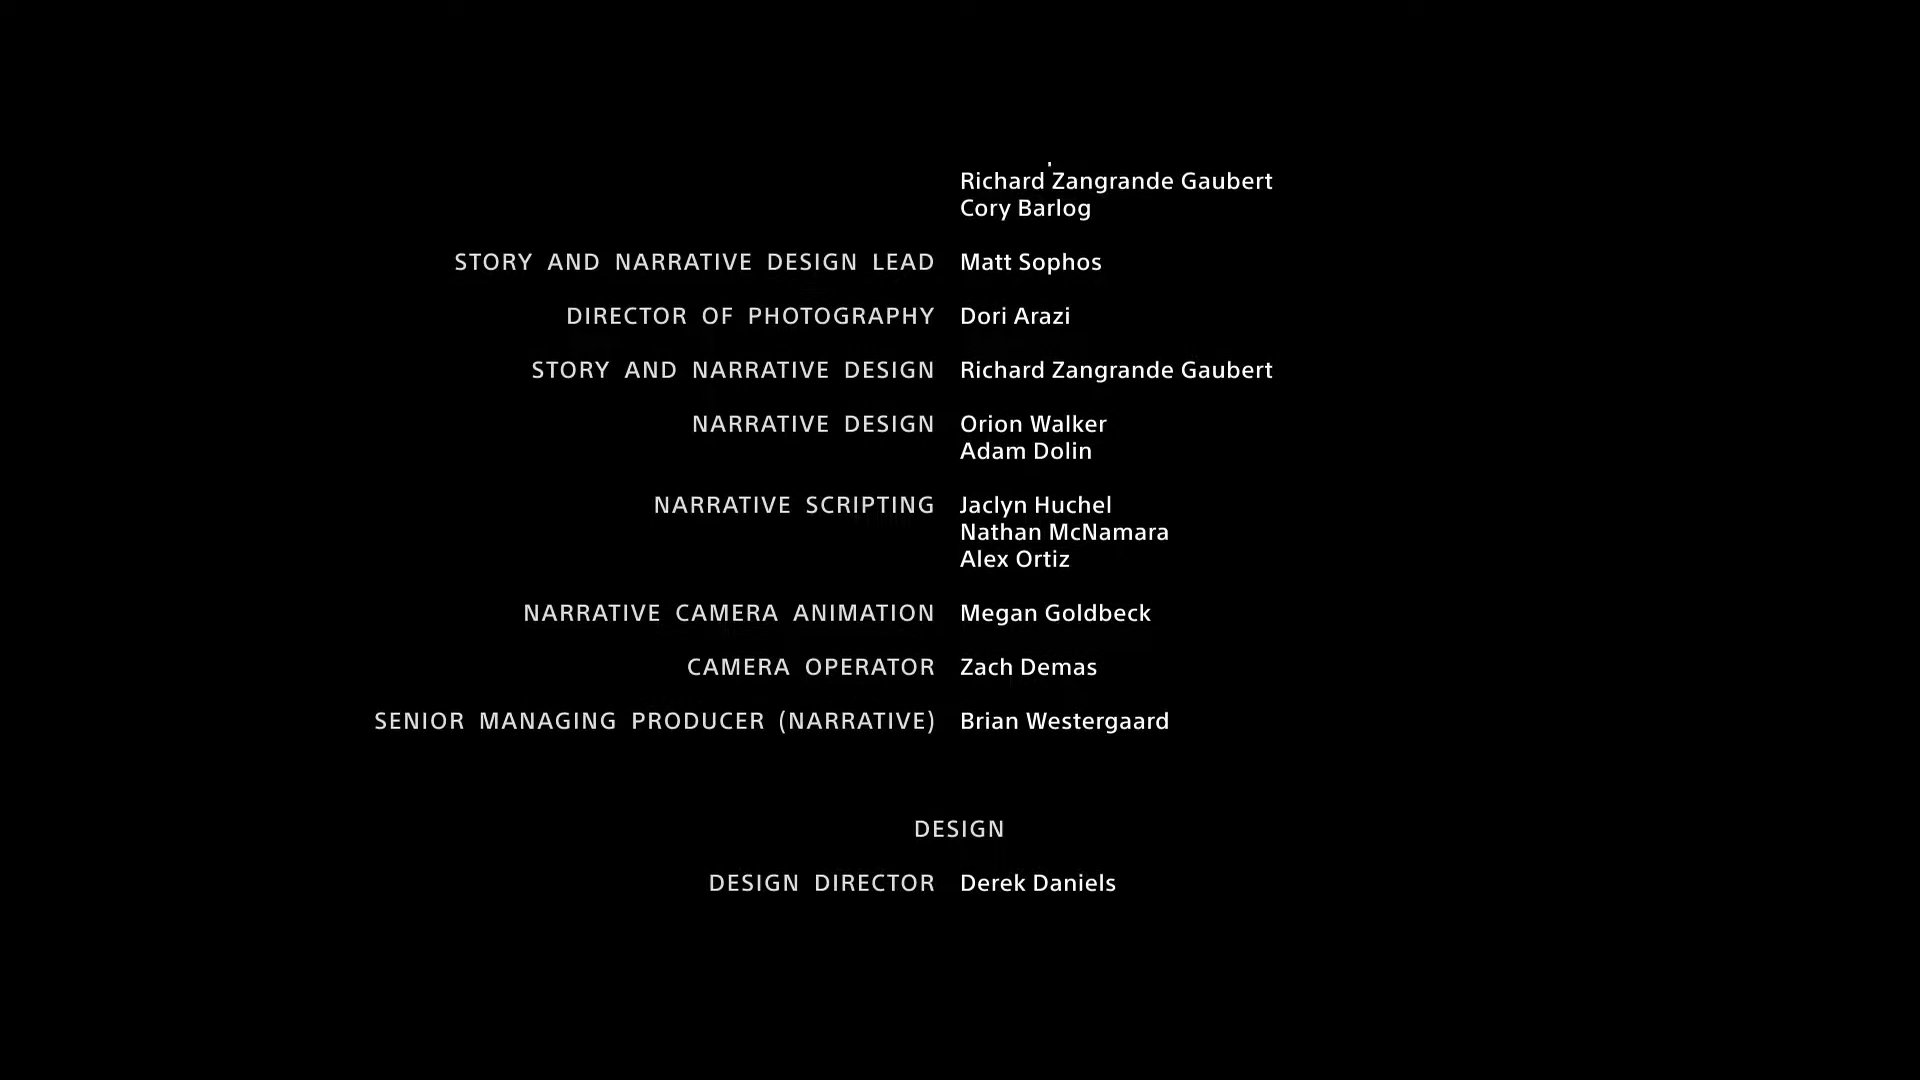 Richard Zangrande Gaubert
Cory Barlog
STORY AND NARRATIVE DESIGN LEAD Matt Sophos
DIRECTOR OF PHOTOGRAPHY Dori Arazi
STORY AND NARRATIVE DESIGN Richard Zangrande Gaubert
NARRATIVE DESIGN Orion Walker
Adam Dolin
NARRATIVE SCRIPTING Jaclyn Huchel
Nathan McNamara
Alex Ortiz
NARRATIVE CAMERA ANIMATION Megan Goldbeck
CAMERA OPERATOR Zach Demas
SENIOR MANAGING PRODUCER (NARRATIVE) Brian Westergaard
DESIGN
DESIGN DIRECTOR Derek Daniels